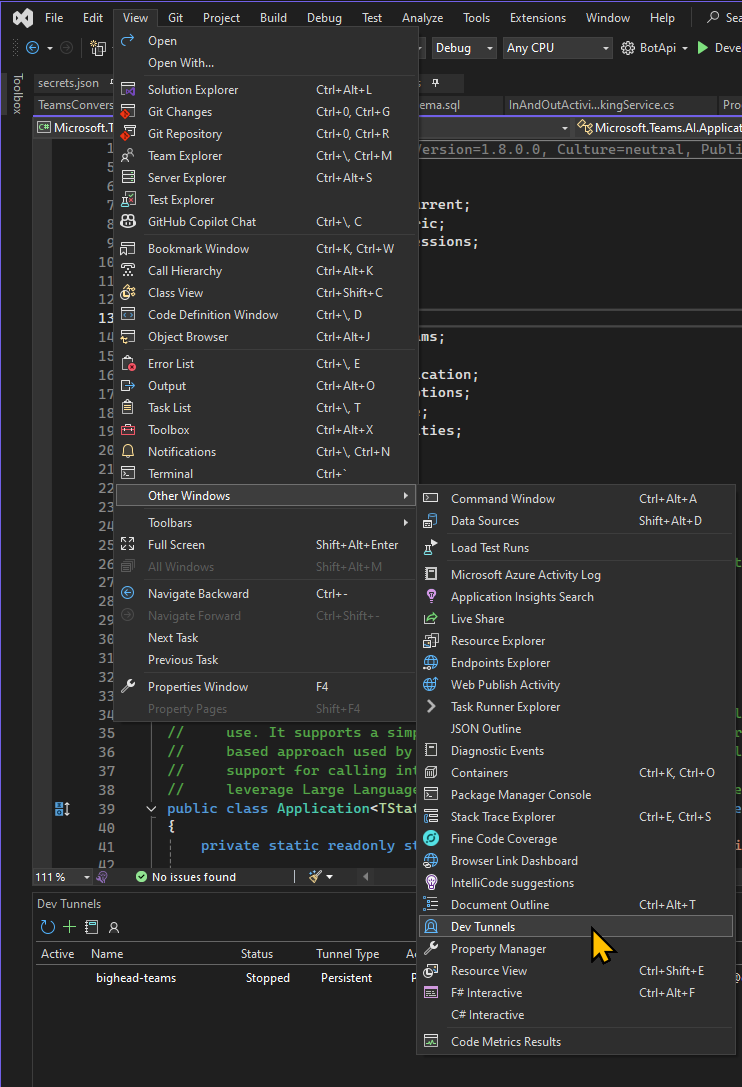 File Edit View Git Project Build Debug Test Analyze Tools Extensions Window Help Sea
Debug Any CPU BotApi Deve
Toolbox
secrets.json
TeamsConvers ema.sql InAndOutActivi...kingService.cs Pro
C# Microsoft.T Microsoft.Teams.AI.Applicat
Open
Open With...
Solution Explorer Ctrl+Alt+L
Git Changes Ctrl+0, Ctrl+G
Git Repository Ctrl+0, Ctrl+R
Team Explorer Ctrl+\, Ctrl+M
Server Explorer Ctrl+Alt+S
Test Explorer
GitHub Copilot Chat Ctrl+\, C
Bookmark Window Ctrl+K, Ctrl+W
Call Hierarchy Ctrl+Alt+K
Class View Ctrl+Shift+C
Code Definition Window Ctrl+\, D
Object Browser Ctrl+Alt+J
Error List Ctrl+\, E
Output Ctrl+Alt+O
Task List Ctrl+\, T
Toolbox Ctrl+Alt+X
Notifications Ctrl+\, Ctrl+N
Terminal Ctrl+`
Other Windows
Toolbars
Full Screen Shift+Alt+Enter
All Windows Shift+Alt+M
Navigate Backward Ctrl+-
Navigate Forward Ctrl+Shift+-
Next Task
Previous Task
Properties Window F4
Property Pages Shift+F4
Command Window Ctrl+Alt+A
Data Sources Shift+Alt+D
Load Test Runs
Microsoft Azure Activity Log
Application Insights Search
Live Share
Resource Explorer
Endpoints Explorer
Web Publish Activity
Task Runner Explorer
JSON Outline
Diagnostic Events
Containers Ctrl+K, Ctrl+O
Package Manager Console
Stack Trace Explorer Ctrl+E, Ctrl+S
Fine Code Coverage
Browser Link Dashboard
IntelliCode suggestions
Document Outline Ctrl+Alt+T
Dev Tunnels
Property Manager
Resource View Ctrl+Shift+E
F# Interactive Ctrl+Alt+F
C# Interactive
Code Metrics Results
1 Version=1.8.0.0, Culture=neutral, Publi
5
6
7 urrent;
8 ric;
9 essions;
10
11
12
13
14 ms;
15
16 ication;
17 ptions;
18 e;
19 ities;
20
21
22
23
24
25
26
27
28
29
30
31
32
33
34
35 // use. It supports a simp
36 // based approach used by
37 // support for calling int
38 // leverage Large Language
39 public class Application<TStat
40 {
41 private static readonly st
42
111 % No issues found
Dev Tunnels
Active Name Status Tunnel Type Ac
bighead-teams Stopped Persistent P